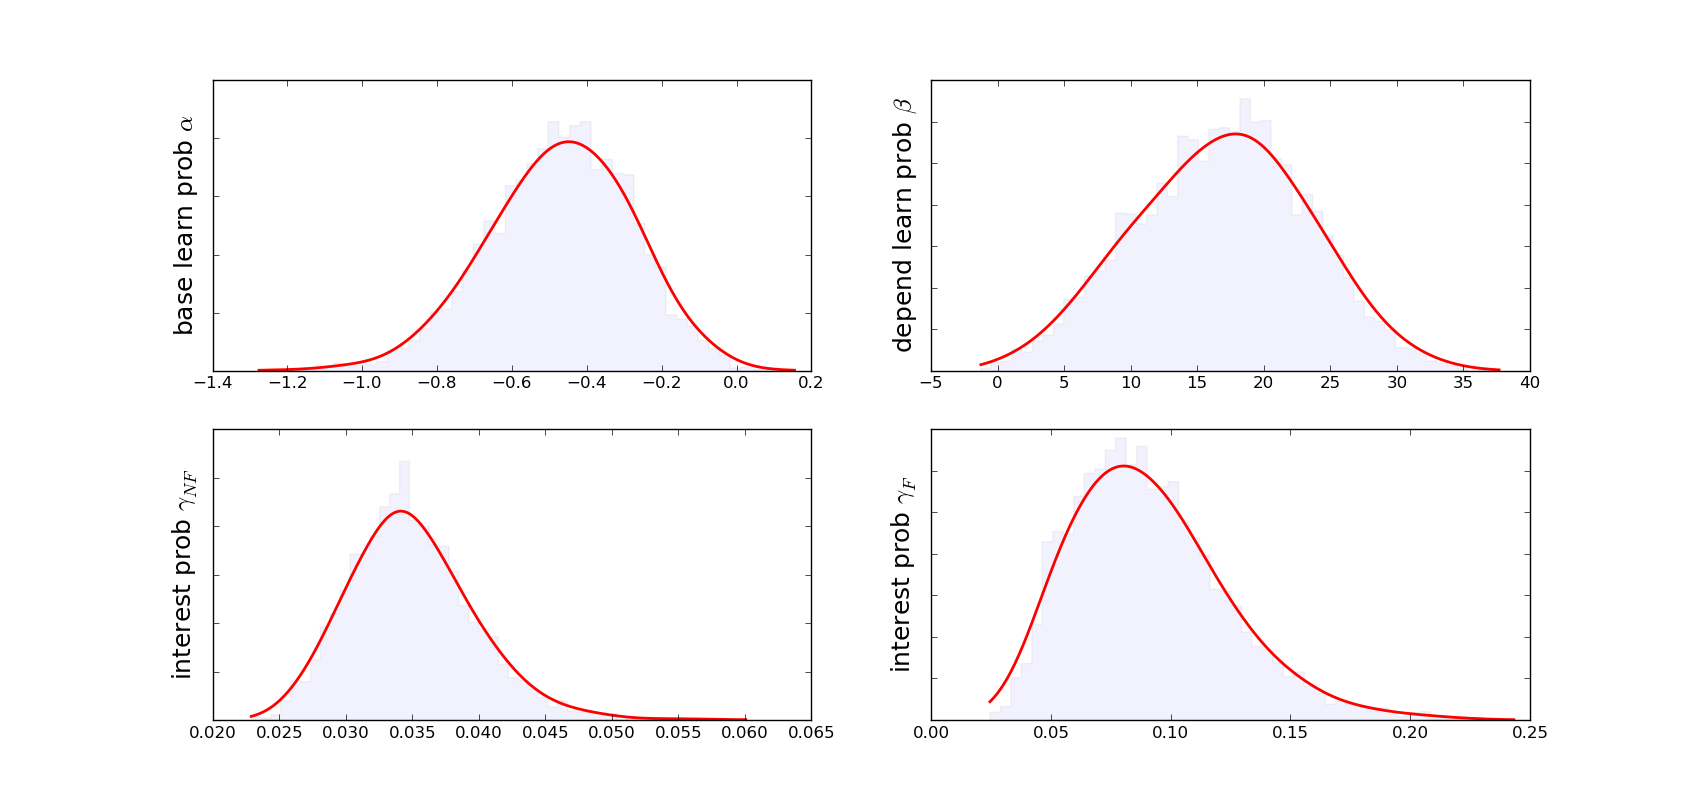 base learn prob α
−1.4 −1.2 −1.0 −0.8 −0.6 −0.4 −0.2 0.0 0.2
depend learn prob β
−5 0 5 10 15 20 25 30 35 40
interest prob γ_NF
0.020 0.025 0.030 0.035 0.040 0.045 0.050 0.055 0.060 0.065
interest prob γ_F
0.00 0.05 0.10 0.15 0.20 0.25